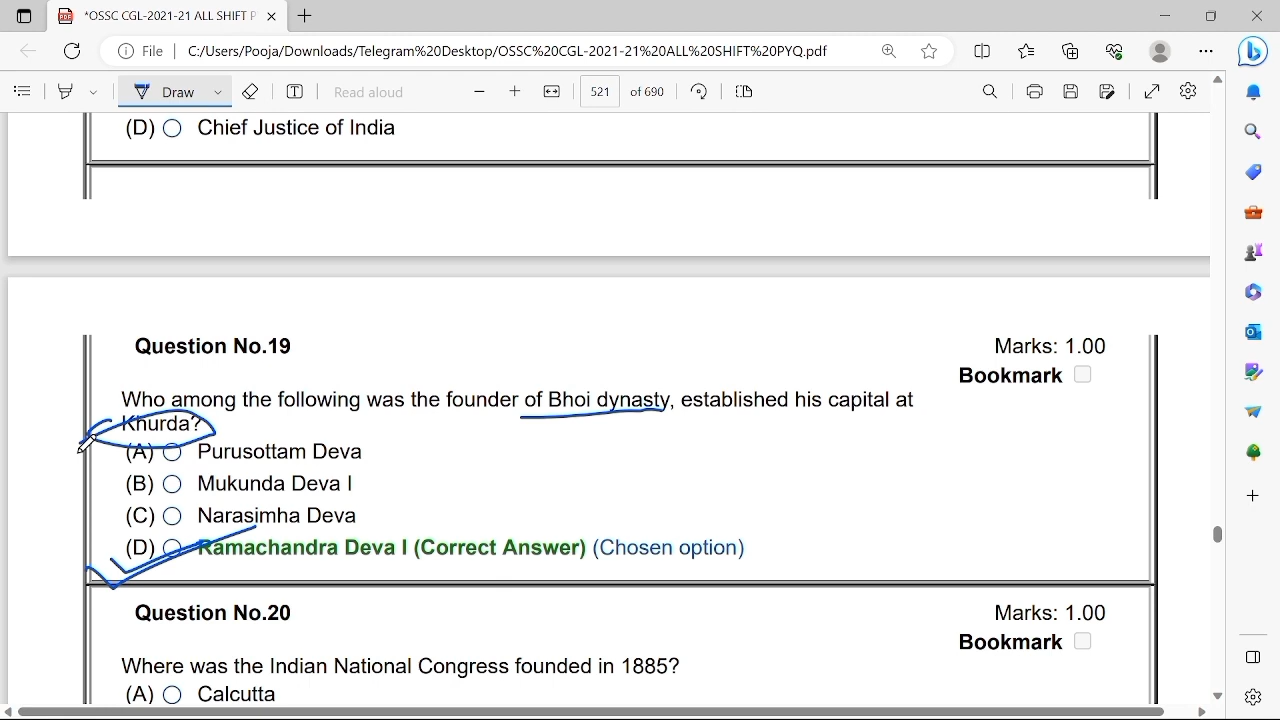 *OSSC CGL-2021-21 ALL SHIFT P
File
C:/Users/Pooja/Downloads/Telegram%20Desktop/OSSC%20CGL-2021-21%20ALL%20SHIFT%20PYQ.pdf
Draw
Read aloud
521 of 690
(D) Chief Justice of India
Question No.19 Marks: 1.00
Bookmark
Who among the following was the founder of Bhoi dynasty, established his capital at
Khurda?
(A) Purusottam Deva
(B) Mukunda Deva I
(C) Narasimha Deva
(D) Ramachandra Deva I (Correct Answer) (Chosen option)
Question No.20 Marks: 1.00
Bookmark
Where was the Indian National Congress founded in 1885?
(A) Calcutta